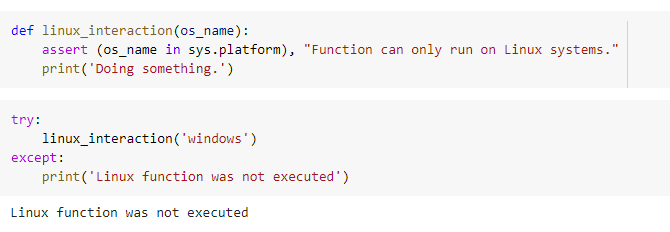 def linux_interaction(os_name):
    assert (os_name in sys.platform), "Function can only run on Linux systems."
    print('Doing something.')
try:
    linux_interaction('windows')
except:
    print('Linux function was not executed')
Linux function was not executed